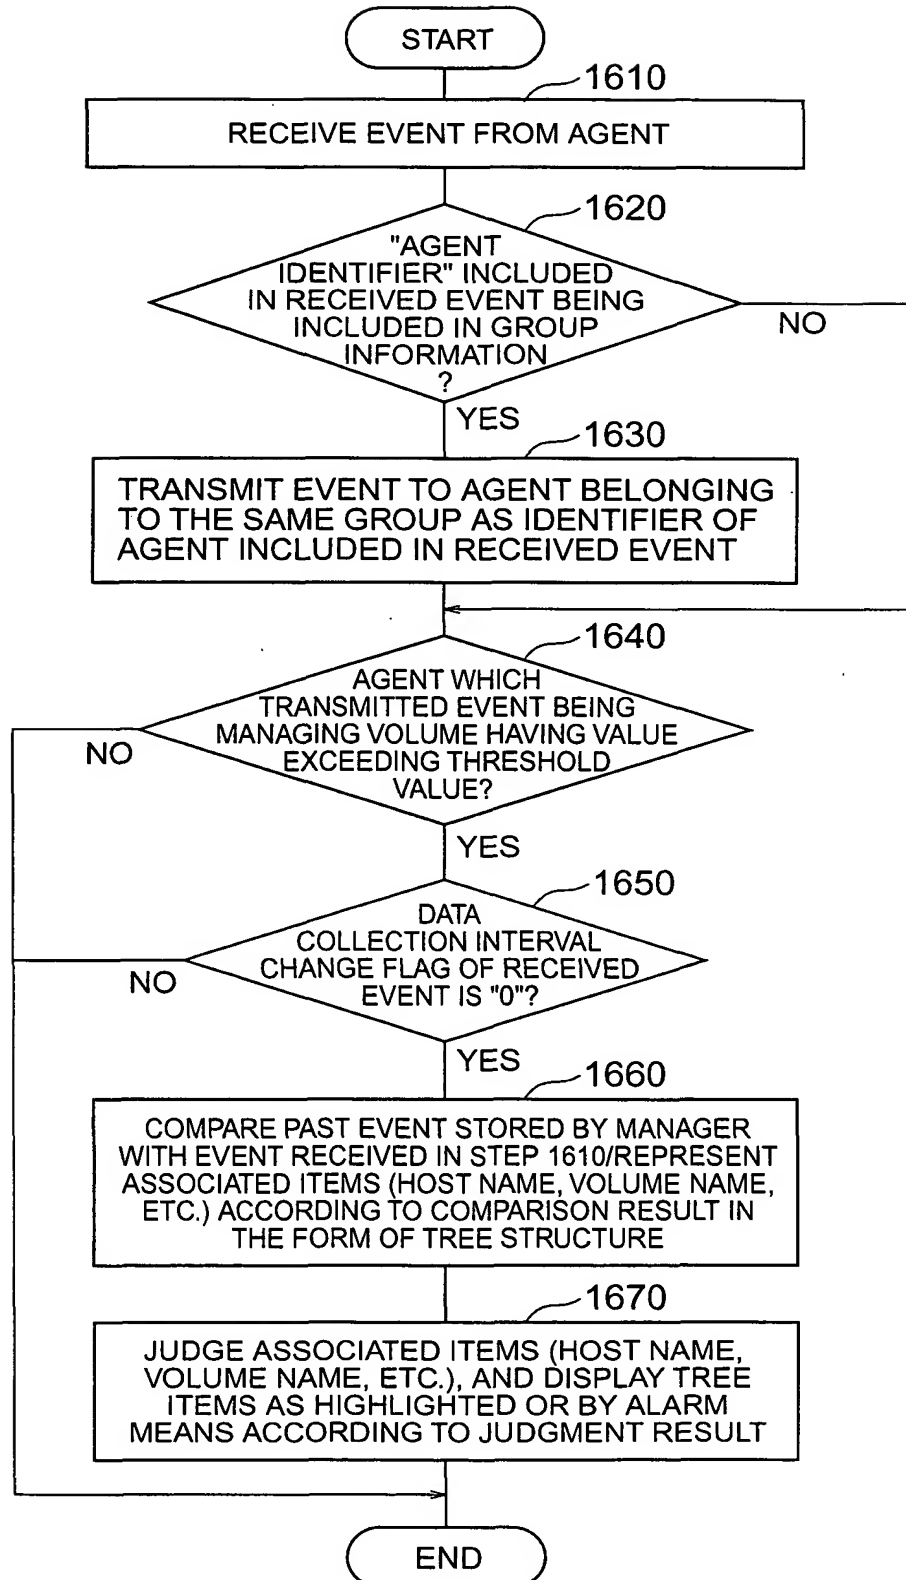 START
1610
RECEIVE EVENT FROM AGENT
1620
"AGENT
IDENTIFIER" INCLUDED
IN RECEIVED EVENT BEING
INCLUDED IN GROUP
INFORMATION
?
NO
YES
1630
TRANSMIT EVENT TO AGENT BELONGING
TO THE SAME GROUP AS IDENTIFIER OF
AGENT INCLUDED IN RECEIVED EVENT
1640
AGENT WHICH
TRANSMITTED EVENT BEING
MANAGING VOLUME HAVING VALUE
EXCEEDING THRESHOLD
VALUE?
NO
YES
1650
DATA
COLLECTION INTERVAL
CHANGE FLAG OF RECEIVED
EVENT IS "0"?
NO
YES
1660
COMPARE PAST EVENT STORED BY MANAGER
WITH EVENT RECEIVED IN STEP 1610/REPRESENT
ASSOCIATED ITEMS (HOST NAME, VOLUME NAME,
ETC.) ACCORDING TO COMPARISON RESULT IN
THE FORM OF TREE STRUCTURE
1670
JUDGE ASSOCIATED ITEMS (HOST NAME,
VOLUME NAME, ETC.), AND DISPLAY TREE
ITEMS AS HIGHLIGHTED OR BY ALARM
MEANS ACCORDING TO JUDGMENT RESULT
END